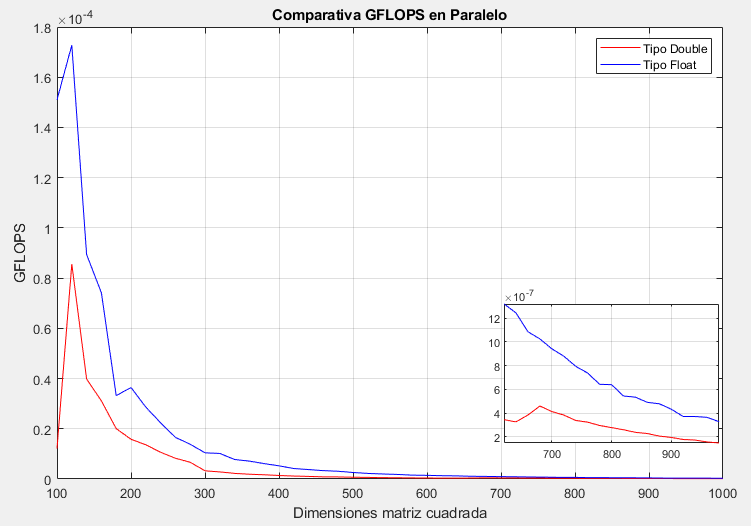 Comparativa GFLOPS en Paralelo
×10^-4
1.8
1.6
1.4
1.2
1
0.8
0.6
0.4
0.2
0
GFLOPS
Tipo Double
Tipo Float
×10^-7
12
10
8
6
4
2
700 800 900
100 200 300 400 500 600 700 800 900 1000
Dimensiones matriz cuadrada